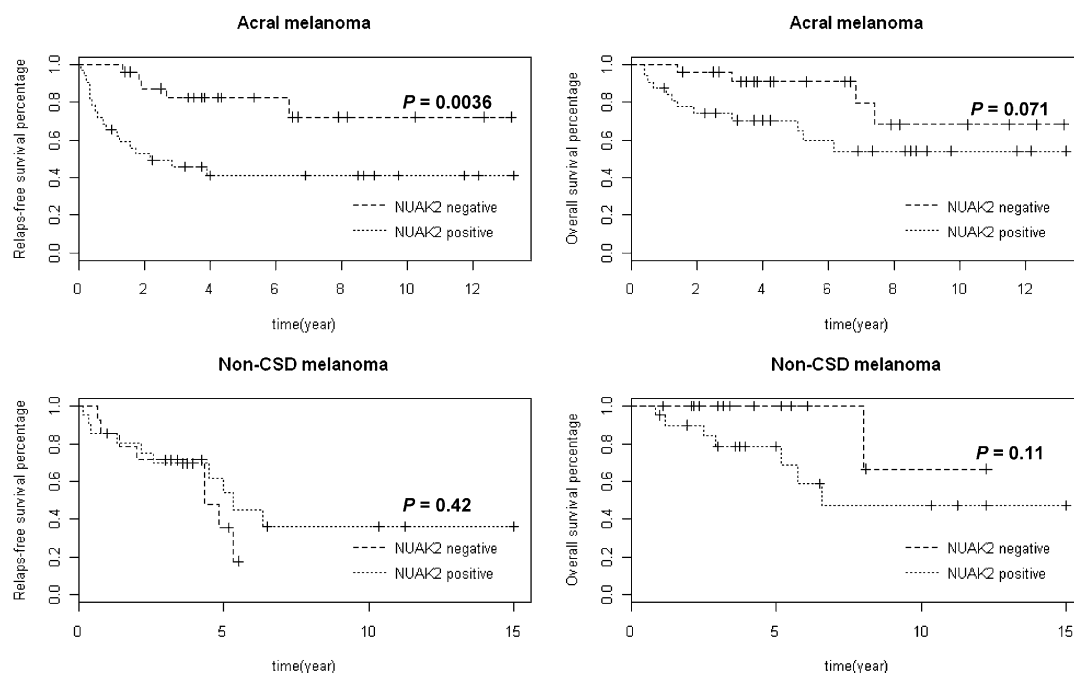 Acral melanoma
Relaps-free survival percentage
1.0
0.8
0.6
0.4
0.2
0.0
P = 0.0036
NUAK2 negative
NUAK2 positive
0 2 4 6 8 10 12
time(year)
Acral melanoma
Overall survival percentage
1.0
0.8
0.6
0.4
0.2
0.0
P = 0.071
NUAK2 negative
NUAK2 positive
0 2 4 6 8 10 12
time(year)
Non-CSD melanoma
Relaps-free survival percentage
1.0
0.8
0.6
0.4
0.2
0.0
P = 0.42
NUAK2 negative
NUAK2 positive
0 5 10 15
time(year)
Non-CSD melanoma
Overall survival percentage
1.0
0.8
0.6
0.4
0.2
0.0
P = 0.11
NUAK2 negative
NUAK2 positive
0 5 10 15
time(year)